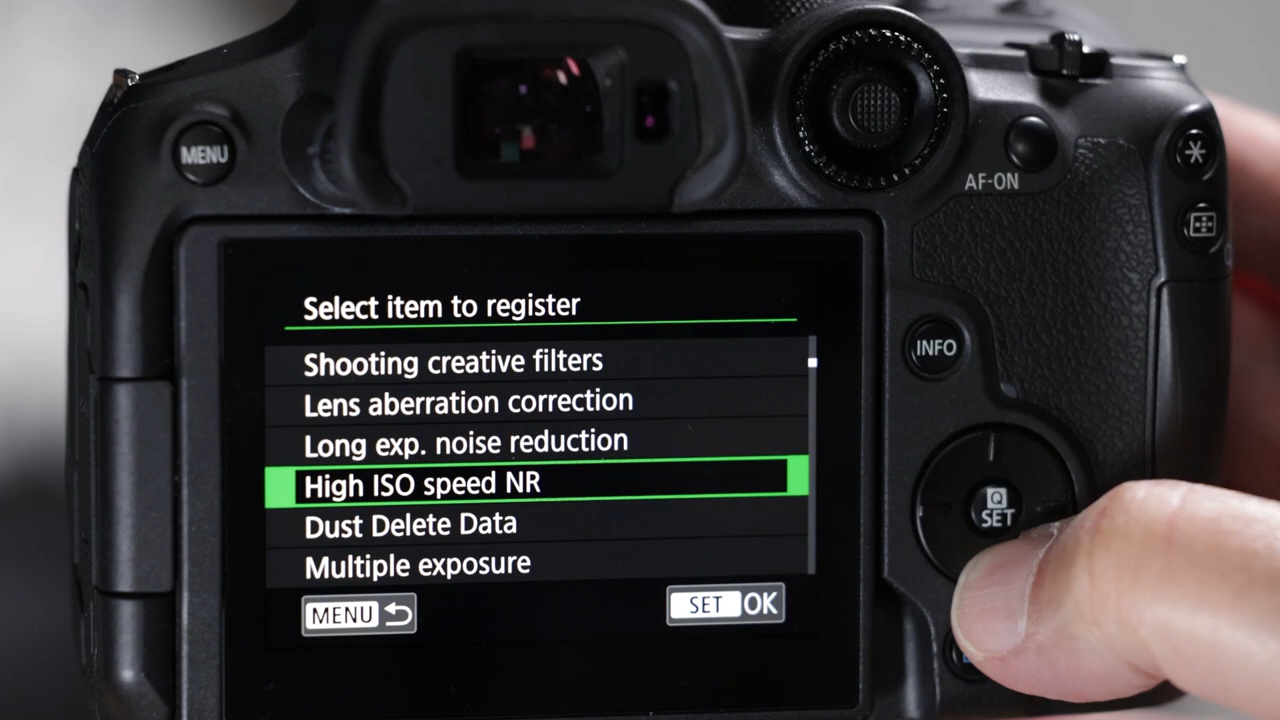 MENU
AF-ON
Select item to register
Shooting creative filters
INFO
Lens aberration correction
Long exp. noise reduction
High ISO speed NR
Q
SET
Dust Delete Data
Multiple exposure
MENU
SET OK